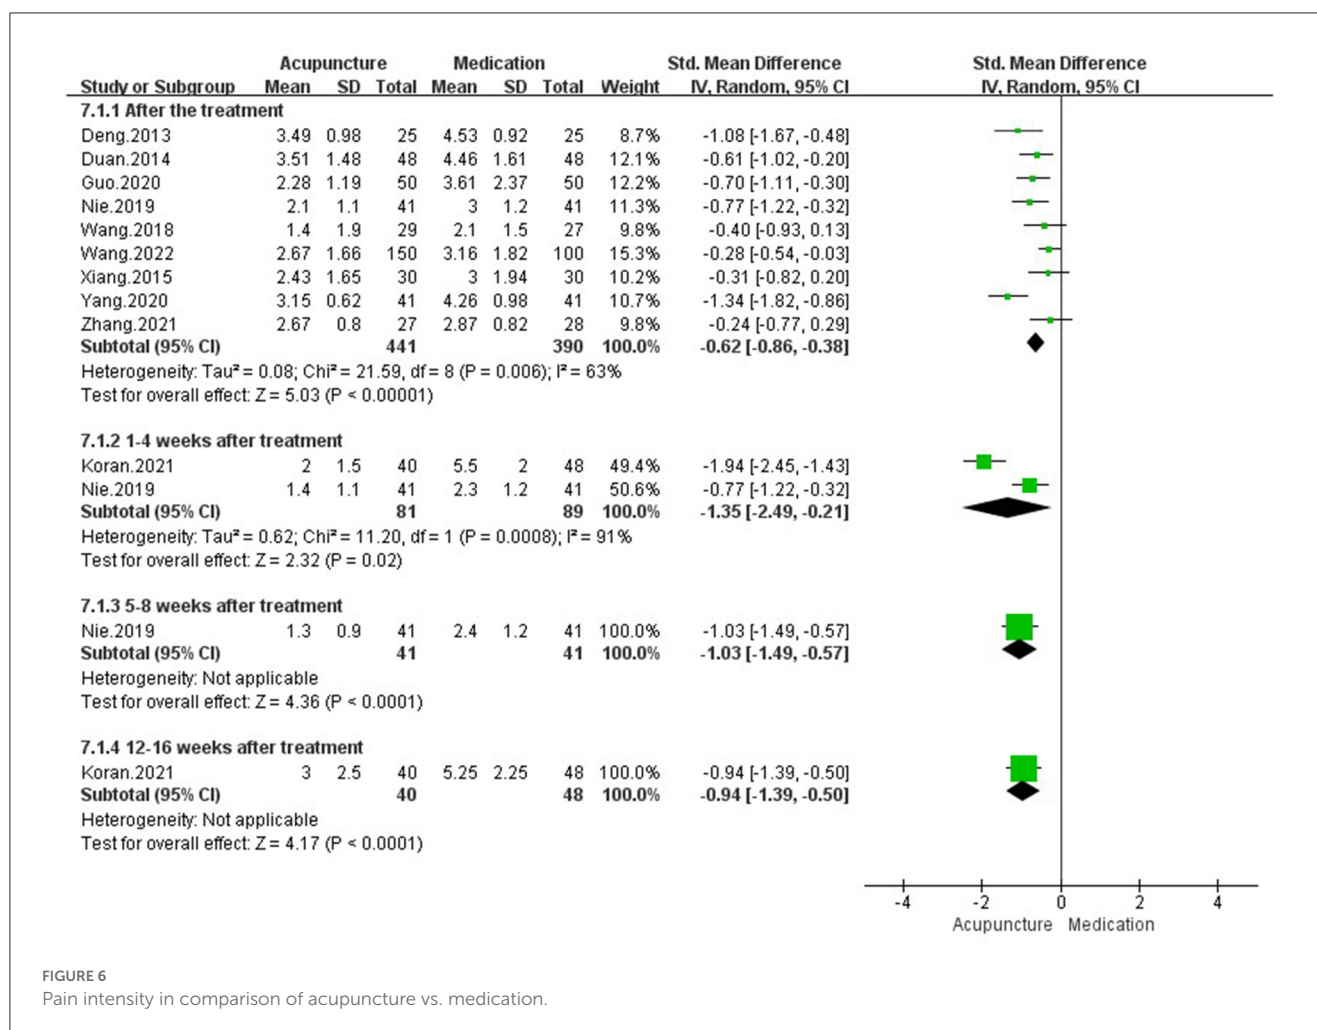 Acupuncture Medication Std. Mean Difference Std. Mean Difference
Study or Subgroup Mean SD Total Mean SD Total Weight IV, Random, 95% CI IV, Random, 95% CI
7.1.1 After the treatment
Deng.2013 3.49 0.98 25 4.53 0.92 25 8.7% -1.08 [-1.67, -0.48]
Duan.2014 3.51 1.48 48 4.46 1.61 48 12.1% -0.61 [-1.02, -0.20]
Guo.2020 2.28 1.19 50 3.61 2.37 50 12.2% -0.70 [-1.11, -0.30]
Nie.2019 2.1 1.1 41 3 1.2 41 11.3% -0.77 [-1.22, -0.32]
Wang.2018 1.4 1.9 29 2.1 1.5 27 9.8% -0.40 [-0.93, 0.13]
Wang.2022 2.67 1.66 150 3.16 1.82 100 15.3% -0.28 [-0.54, -0.03]
Xiang.2015 2.43 1.65 30 3 1.94 30 10.2% -0.31 [-0.82, 0.20]
Yang.2020 3.15 0.62 41 4.26 0.98 41 10.7% -1.34 [-1.82, -0.86]
Zhang.2021 2.67 0.8 27 2.87 0.82 28 9.8% -0.24 [-0.77, 0.29]
Subtotal (95% CI) 441 390 100.0% -0.62 [-0.86, -0.38]
Heterogeneity: Tau² = 0.08; Chi² = 21.59, df = 8 (P = 0.006); I² = 63%
Test for overall effect: Z = 5.03 (P < 0.00001)
7.1.2 1-4 weeks after treatment
Koran.2021 2 1.5 40 5.5 2 48 49.4% -1.94 [-2.45, -1.43]
Nie.2019 1.4 1.1 41 2.3 1.2 41 50.6% -0.77 [-1.22, -0.32]
Subtotal (95% CI) 81 89 100.0% -1.35 [-2.49, -0.21]
Heterogeneity: Tau² = 0.62; Chi² = 11.20, df = 1 (P = 0.0008); I² = 91%
Test for overall effect: Z = 2.32 (P = 0.02)
7.1.3 5-8 weeks after treatment
Nie.2019 1.3 0.9 41 2.4 1.2 41 100.0% -1.03 [-1.49, -0.57]
Subtotal (95% CI) 41 41 100.0% -1.03 [-1.49, -0.57]
Heterogeneity: Not applicable
Test for overall effect: Z = 4.36 (P < 0.0001)
7.1.4 12-16 weeks after treatment
Koran.2021 3 2.5 40 5.25 2.25 48 100.0% -0.94 [-1.39, -0.50]
Subtotal (95% CI) 40 48 100.0% -0.94 [-1.39, -0.50]
Heterogeneity: Not applicable
Test for overall effect: Z = 4.17 (P < 0.0001)
-4 -2 0 2 4
Acupuncture Medication
FIGURE 6
Pain intensity in comparison of acupuncture vs. medication.